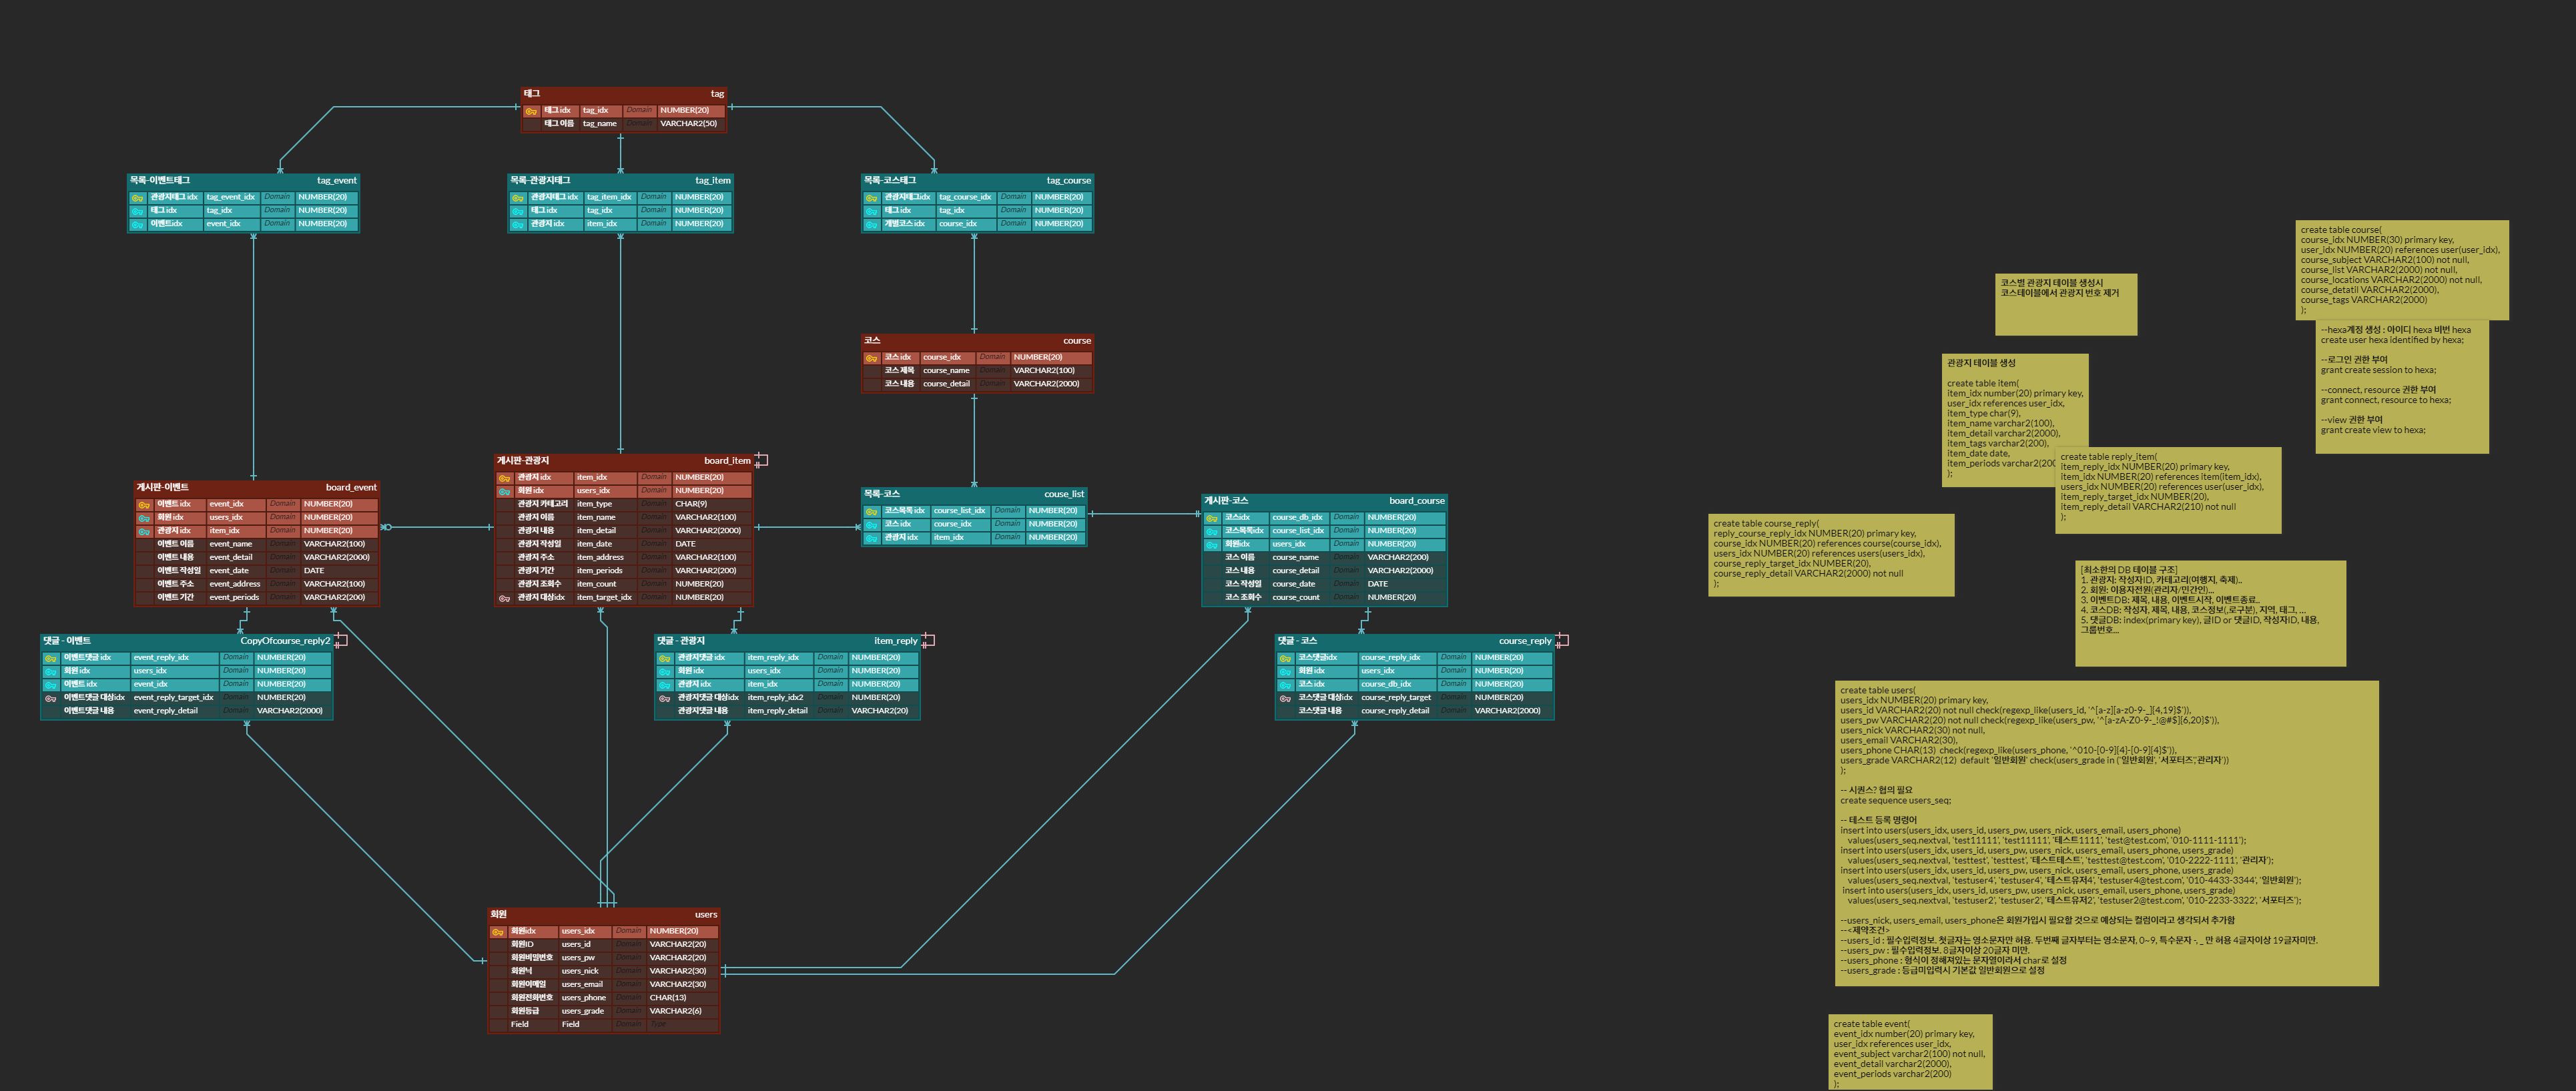 태그 tag
태그 idx tag_idx Domain NUMBER(20)
태그 이름 tag_name Domain VARCHAR2(50)
목록-이벤트태그 tag_event
관광지태그 idx tag_event_idx Domain NUMBER(20)
태그 idx tag_idx Domain NUMBER(20)
이벤트idx event_idx Domain NUMBER(20)
목록-관광지태그 tag_item
관광지태그 idx tag_item_idx Domain NUMBER(20)
태그 idx tag_idx Domain NUMBER(20)
관광지 idx item_idx Domain NUMBER(20)
목록-코스태그 tag_course
관광지태그idx tag_course_idx Domain NUMBER(20)
태그 idx tag_idx Domain NUMBER(20)
개별코스 idx course_idx Domain NUMBER(20)
코스 course
코스 idx course_idx Domain NUMBER(20)
코스 제목 course_name Domain VARCHAR2(100)
코스 내용 course_detail Domain VARCHAR2(2000)
게시판-이벤트 board_event
이벤트 idx event_idx Domain NUMBER(20)
회원 idx users_idx Domain NUMBER(20)
관광지 idx item_idx Domain NUMBER(20)
이벤트 이름 event_name Domain VARCHAR2(100)
이벤트 내용 event_detail Domain VARCHAR2(2000)
이벤트 작성일 event_date Domain DATE
이벤트 주소 event_address Domain VARCHAR2(100)
이벤트 기간 event_periods Domain VARCHAR2(200)
게시판-관광지 board_item
관광지 idx item_idx Domain NUMBER(20)
회원 idx users_idx Domain NUMBER(20)
관광지 카테고리 item_type Domain CHAR(9)
관광지 이름 item_name Domain VARCHAR2(100)
관광지 내용 item_detail Domain VARCHAR2(2000)
관광지 작성일 item_date Domain DATE
관광지 주소 item_address Domain VARCHAR2(100)
관광지 기간 item_periods Domain VARCHAR2(200)
관광지 조회수 item_count Domain NUMBER(20)
관광지 대상idx item_target_idx Domain NUMBER(20)
목록-코스 couse_list
코스목록 idx course_list_idx Domain NUMBER(20)
코스 idx course_idx Domain NUMBER(20)
관광지 idx item_idx Domain NUMBER(20)
게시판-코스 board_course
코스idx course_db_idx Domain NUMBER(20)
코스목록idx course_list_idx Domain NUMBER(20)
회원idx users_idx Domain NUMBER(20)
코스 이름 course_name Domain VARCHAR2(200)
코스 내용 course_detail Domain VARCHAR2(2000)
코스 작성일 course_date Domain DATE
코스 조회수 course_count Domain NUMBER(20)
댓글 - 이벤트 CopyOfcourse_reply2
이벤트댓글 idx event_reply_idx Domain NUMBER(20)
회원 idx users_idx Domain NUMBER(20)
이벤트 idx event_idx Domain NUMBER(20)
이벤트댓글 대상idx event_reply_target_idx Domain NUMBER(20)
이벤트댓글 내용 event_reply_detail Domain VARCHAR2(2000)
댓글 - 관광지 item_reply
관광지댓글 idx item_reply_idx Domain NUMBER(20)
회원 idx users_idx Domain NUMBER(20)
관광지 idx item_idx Domain NUMBER(20)
관광지댓글 대상idx item_reply_idx2 Domain NUMBER(20)
관광지댓글 내용 item_reply_detail Domain VARCHAR2(20)
댓글 - 코스 course_reply
코스댓글idx course_reply_idx Domain NUMBER(20)
회원 idx users_idx Domain NUMBER(20)
코스 idx course_db_idx Domain NUMBER(20)
코스댓글 대상idx course_reply_target Domain NUMBER(20)
코스댓글 내용 course_reply_detail Domain VARCHAR2(2000)
회원 users
회원idx users_idx Domain NUMBER(20)
회원ID users_id Domain VARCHAR2(20)
회원비밀번호 users_pw Domain VARCHAR2(20)
회원닉 users_nick Domain VARCHAR2(30)
회원이메일 users_email Domain VARCHAR2(30)
회원전화번호 users_phone Domain CHAR(13)
회원등급 users_grade Domain VARCHAR2(6)
Field Field Domain Type
create table course(
course_idx NUMBER(30) primary key,
user_idx NUMBER(20) references user(user_idx),
course_subject VARCHAR2(100) not null,
course_list VARCHAR2(2000) not null,
course_locations VARCHAR2(2000) not null,
course_detatil VARCHAR2(2000),
course_tags VARCHAR2(2000)
);
코스별 관광지 테이블 생성시
코스테이블에서 관광지 번호 제거
--hexa계정 생성 : 아이디 hexa 비번 hexa
create user hexa identified by hexa;
--로그인 권한 부여
grant create session to hexa;
--connect, resource 권한 부여
grant connect, resource to hexa;
--view 권한 부여
grant create view to hexa;
관광지 테이블 생성
create table item(
item_idx number(20) primary key,
user_idx references user_idx,
item_type char(9),
item_name varchar2(100),
item_detail varchar2(2000),
item_tags varchar2(200),
item_date date,
item_periods varchar2(200
);
create table reply_item(
item_reply_idx NUMBER(20) primary key,
item_idx NUMBER(20) references item(item_idx),
users_idx NUMBER(20) references user(user_idx),
item_reply_target_idx NUMBER(20),
item_reply_detail VARCHAR2(210) not null
);
create table course_reply(
reply_course_reply_idx NUMBER(20) primary key,
course_idx NUMBER(20) references course(course_idx),
users_idx NUMBER(20) references users(users_idx),
course_reply_target_idx NUMBER(20),
course_reply_detail VARCHAR2(2000) not null
);
[최소한의 DB 테이블 구조]
1. 관광지: 작성자ID, 카테고리(여행지, 축제)..
2. 회원: 이용자전원(관리자/민간인)...
3. 이벤트DB: 제목, 내용, 이벤트시작, 이벤트종료..
4. 코스DB: 작성자, 제목, 내용, 코스정보(,로구분), 지역, 태그, ...
5. 댓글DB: index(primary key), 글ID or 댓글ID, 작성자ID, 내용,
그룹번호...
create table users(
users_idx NUMBER(20) primary key,
users_id VARCHAR2(20) not null check(regexp_like(users_id, '^[a-z][a-z0-9-_]{4,19}$')),
users_pw VARCHAR2(20) not null check(regexp_like(users_pw, '^[a-zA-Z0-9-_!@#$]{6,20}$')),
users_nick VARCHAR2(30) not null,
users_email VARCHAR2(30),
users_phone CHAR(13) check(regexp_like(users_phone, '^010-[0-9]{4}-[0-9]{4}$')),
users_grade VARCHAR2(12) default '일반회원' check(users_grade in ('일반회원', '서포터즈','관리자'))
);
-- 시퀀스? 협의 필요
create sequence users_seq;
-- 테스트 등록 명령어
insert into users(users_idx, users_id, users_pw, users_nick, users_email, users_phone)
values(users_seq.nextval, 'test11111', 'test11111', '테스트1111', 'test@test.com', '010-1111-1111');
insert into users(users_idx, users_id, users_pw, users_nick, users_email, users_phone, users_grade)
values(users_seq.nextval, 'testtest', 'testtest', '테스트테스트', 'testtest@test.com', '010-2222-1111', '관리자');
insert into users(users_idx, users_id, users_pw, users_nick, users_email, users_phone, users_grade)
values(users_seq.nextval, 'testuser4', 'testuser4', '테스트유저4', 'testuser4@test.com', '010-4433-3344', '일반회원');
insert into users(users_idx, users_id, users_pw, users_nick, users_email, users_phone, users_grade)
values(users_seq.nextval, 'testuser2', 'testuser2', '테스트유저2', 'testuser2@test.com', '010-2233-3322', '서포터즈');
--users_nick, users_email, users_phone은 회원가입시 필요할 것으로 예상되는 컬럼이라고 생각되서 추가함
--<제약조건>
--users_id : 필수입력정보. 첫글자는 영소문자만 허용. 두번째 글자부터는 영소문자, 0~9, 특수문자 -, _ 만 허용 4글자이상 19글자미만.
--users_pw : 필수입력정보. 8글자이상 20글자 미만.
--users_phone : 형식이 정해져있는 문자열이라서 char로 설정
--users_grade : 등급미입력시 기본값 일반회원으로 설정
create table event(
event_idx number(20) primary key,
user_idx references user_idx,
event_subject varchar2(100) not null,
event_detail varchar2(2000),
event_periods varchar2(200)
);